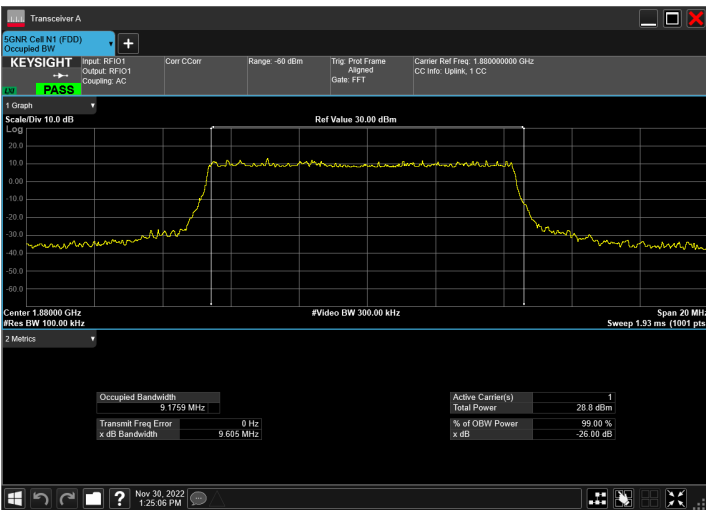 Transceiver A
5GNR Cell N1 (FDD)
Occupied BW
KEYSIGHT
LXI
PASS
Input: RFIO1
Output: RFIO1
Coupling: AC
Corr CCorr
Range: -60 dBm
Trig: Prot Frame
Aligned
Gate: FFT
Carrier Ref Freq: 1.880000000 GHz
CC Info: Uplink, 1 CC
1 Graph
Scale/Div 10.0 dB
Ref Value 30.00 dBm
Log
20.0
10.0
0.00
-10.0
-20.0
-30.0
-40.0
-50.0
-60.0
Center 1.88000 GHz
#Video BW 300.00 kHz
Span 20 MHz
#Res BW 100.00 kHz
Sweep 1.93 ms (1001 pts
2 Metrics
Occupied Bandwidth
9.1759 MHz
Transmit Freq Error 0 Hz
x dB Bandwidth 9.605 MHz
Active Carrier(s) 1
Total Power 28.8 dBm
% of OBW Power 99.00 %
x dB -26.00 dB
?
Nov 30, 2022
1:25:06 PM